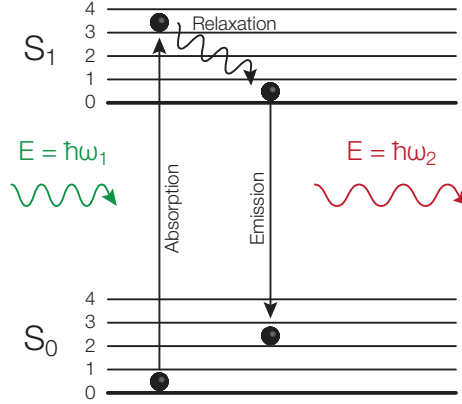 4
Relaxation
3
S1
2
1
0
E = ħω1
E = ħω2
Absorption
Emission
4
3
S0
2
1
0